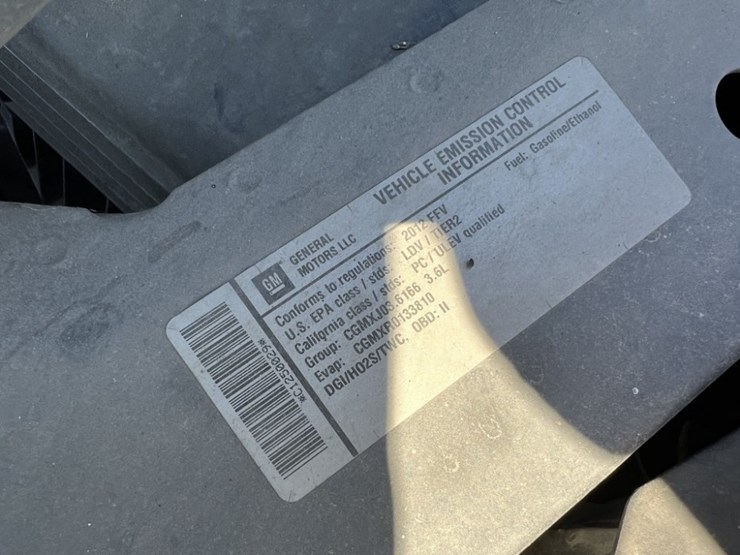 GM
GENERAL
MOTORS LLC
VEHICLE EMISSION CONTROL
INFORMATION
Conforms to regulations: 2012 FFV
Fuel: Gasoline/Ethanol
U.S. EPA class / stds: LDV / TIER2
California class / stds: PC / ULEV qualified
Group: CGMXJ03.6166 3.6L
Evap: CGMXR0133810
DGI/HO2S/TWC, OBD: II
*C1250029*